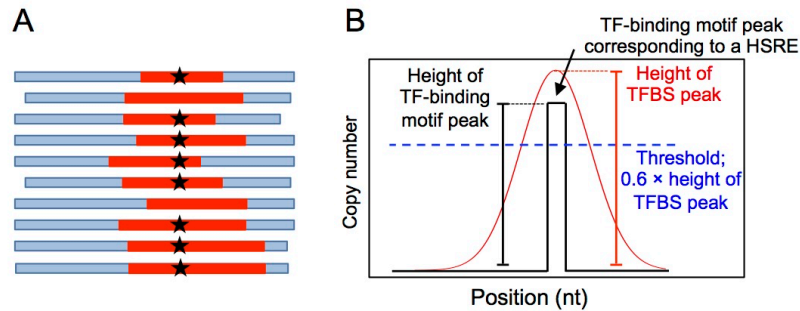 A
B
TF-binding motif peak
corresponding to a HSRE
Height of
TF-binding
motif peak
Height of
TFBS peak
Threshold;
0.6 × height of
TFBS peak
Copy number
Position (nt)